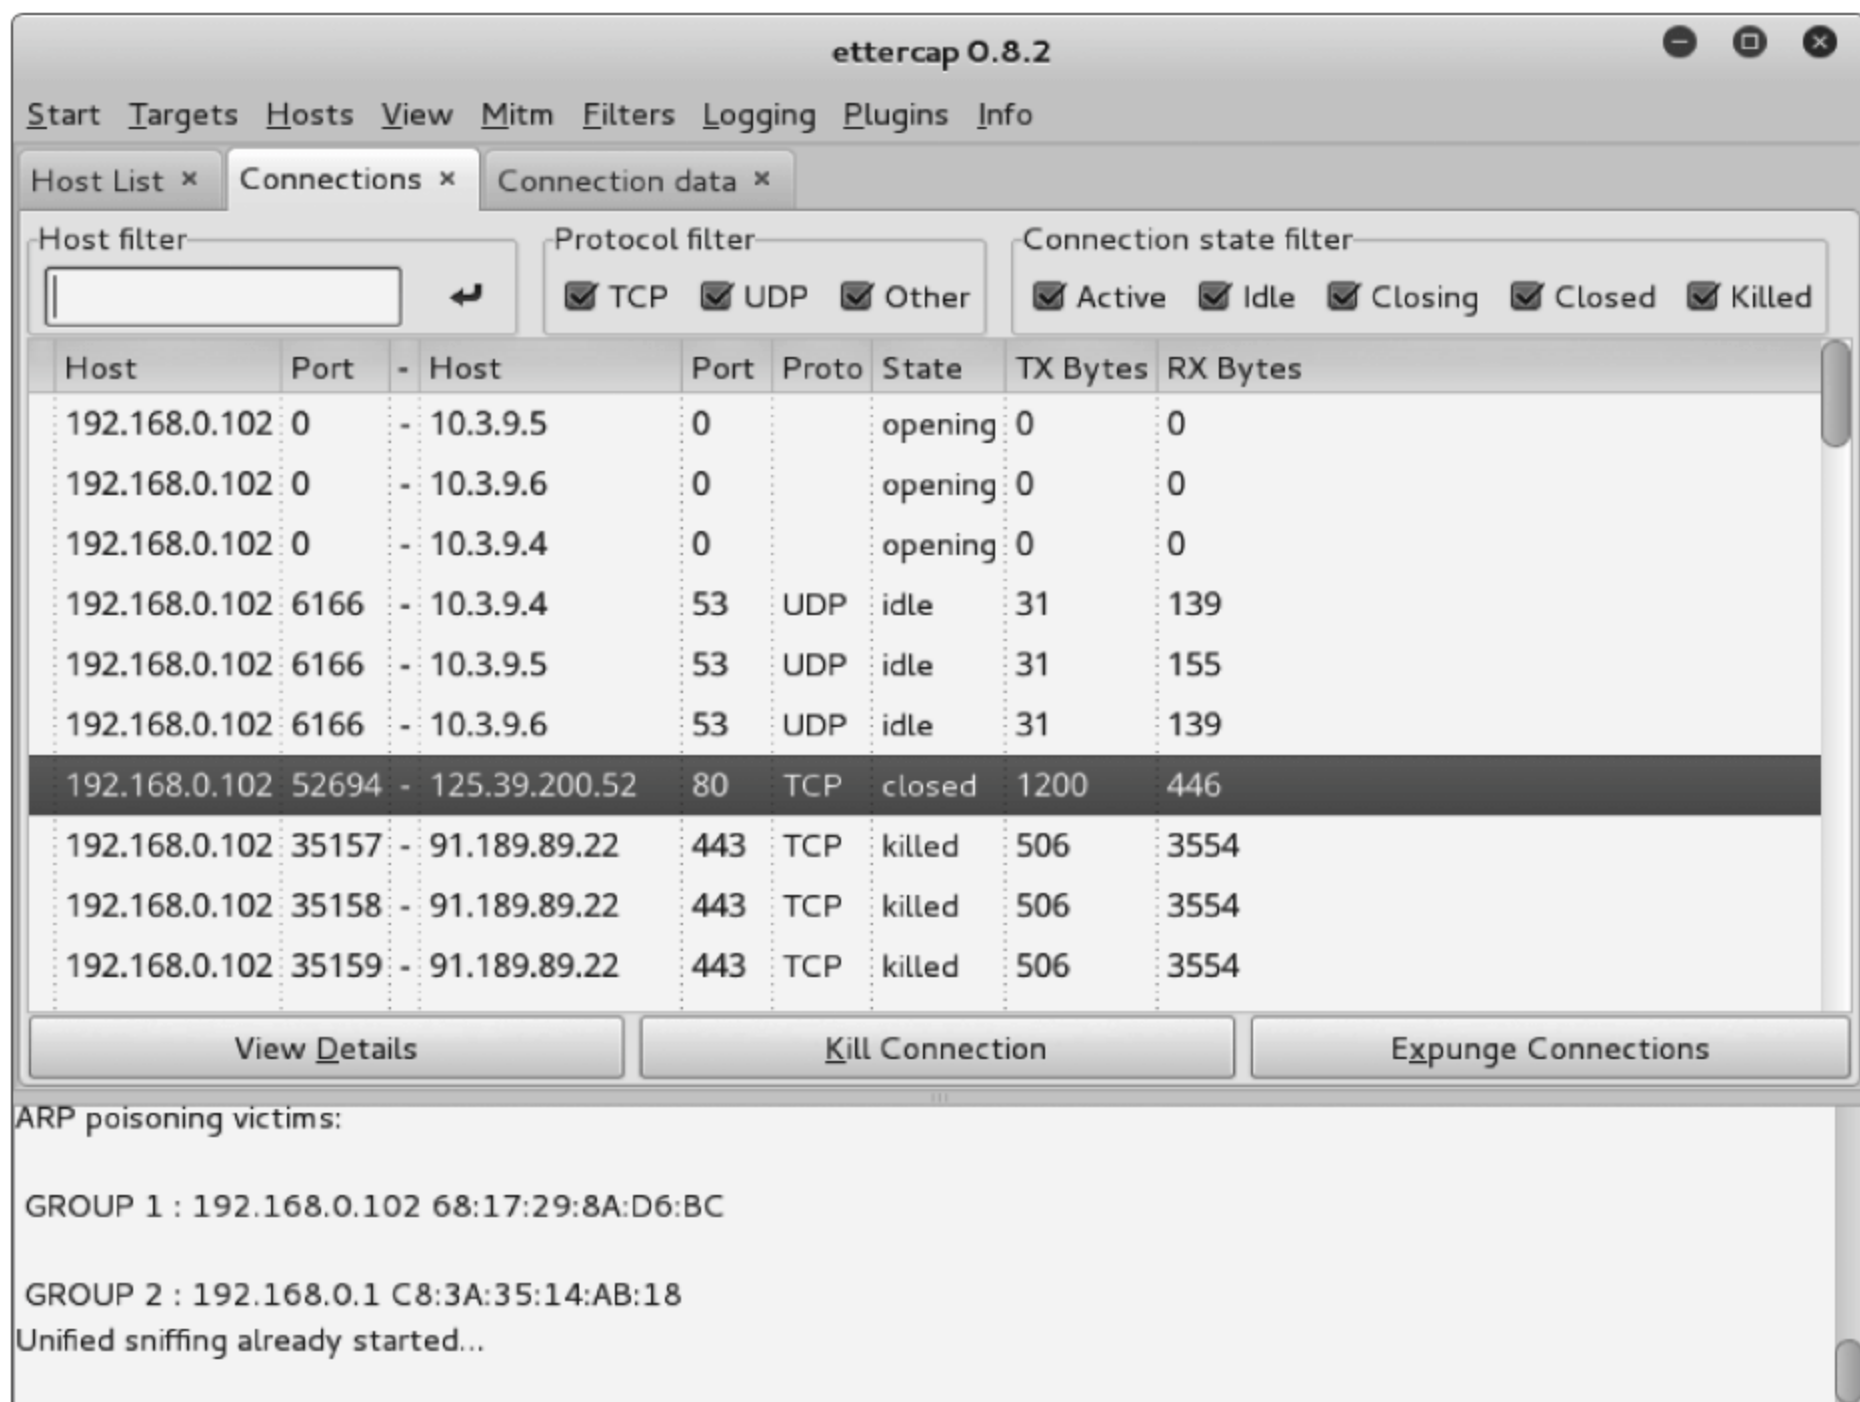 ettercap 0.8.2
Start Targets Hosts View Mitm Filters Logging Plugins Info
Host List × Connections × Connection data ×
Host filter Protocol filter Connection state filter
TCP UDP Other Active Idle Closing Closed Killed
Host Port - Host Port Proto State TX Bytes RX Bytes
192.168.0.102 0 - 10.3.9.5 0 opening 0 0
192.168.0.102 0 - 10.3.9.6 0 opening 0 0
192.168.0.102 0 - 10.3.9.4 0 opening 0 0
192.168.0.102 6166 - 10.3.9.4 53 UDP idle 31 139
192.168.0.102 6166 - 10.3.9.5 53 UDP idle 31 155
192.168.0.102 6166 - 10.3.9.6 53 UDP idle 31 139
192.168.0.102 52694 - 125.39.200.52 80 TCP closed 1200 446
192.168.0.102 35157 - 91.189.89.22 443 TCP killed 506 3554
192.168.0.102 35158 - 91.189.89.22 443 TCP killed 506 3554
192.168.0.102 35159 - 91.189.89.22 443 TCP killed 506 3554
View Details Kill Connection Expunge Connections
ARP poisoning victims:
GROUP 1 : 192.168.0.102 68:17:29:8A:D6:BC
GROUP 2 : 192.168.0.1 C8:3A:35:14:AB:18
Unified sniffing already started...